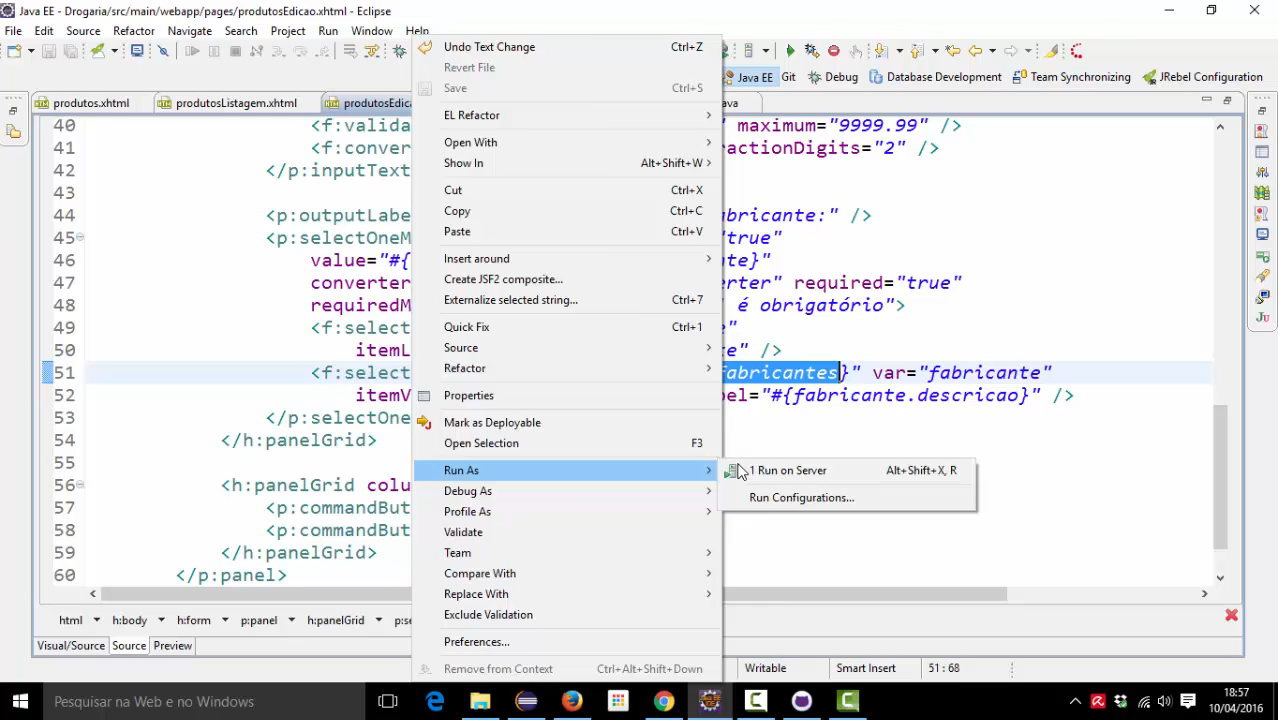 Java EE - Drogaria/src/main/webapp/pages/produtosEdicao.xhtml - Eclipse
File Edit Source Refactor Navigate Search Project Run Window
Java EE Git Debug Database Development Team Synchronizing JRebel Configuration
produtos.xhtml produtosListagem.xhtml produtosEdica ava
40 <f:valida " maximum="9999.99" />
41 <f:conver ractionDigits="2" />
42 </p:inputText
43
44 <p:outputLabe abricante:" />
45 <p:selectOneM "true"
46 value="#{ te}"
47 converter rter" required="true"
48 requiredM " é obrigatório">
49 <f:select e"
50 itemL te" />
51 <f:select fabricantes}" var="fabricante"
52 itemV bel="#{fabricante.descricao}" />
53 </p:selectOne
54 </h:panelGrid>
55
56 <h:panelGrid colu
57 <p:commandBut
58 <p:commandBut
59 </h:panelGrid>
60 </p:panel>
Undo Text Change Ctrl+Z
Revert File
Save Ctrl+S
EL Refactor
Open With
Show In Alt+Shift+W
Cut Ctrl+X
Copy Ctrl+C
Paste Ctrl+V
Insert around
Create JSF2 composite...
Externalize selected string... Ctrl+7
Quick Fix Ctrl+1
Source
Refactor
Properties
Mark as Deployable
Open Selection F3
Run As
Debug As
Profile As
Validate
Team
Compare With
Replace With
Exclude Validation
Preferences...
Remove from Context Ctrl+Alt+Shift+Down
1 Run on Server Alt+Shift+X, R
Run Configurations...
html h:body h:form p:panel h:panelGrid p:se
Visual/Source Source Preview
Writable Smart Insert 51 : 68
Pesquisar na Web e no Windows
18:57
10/04/2016